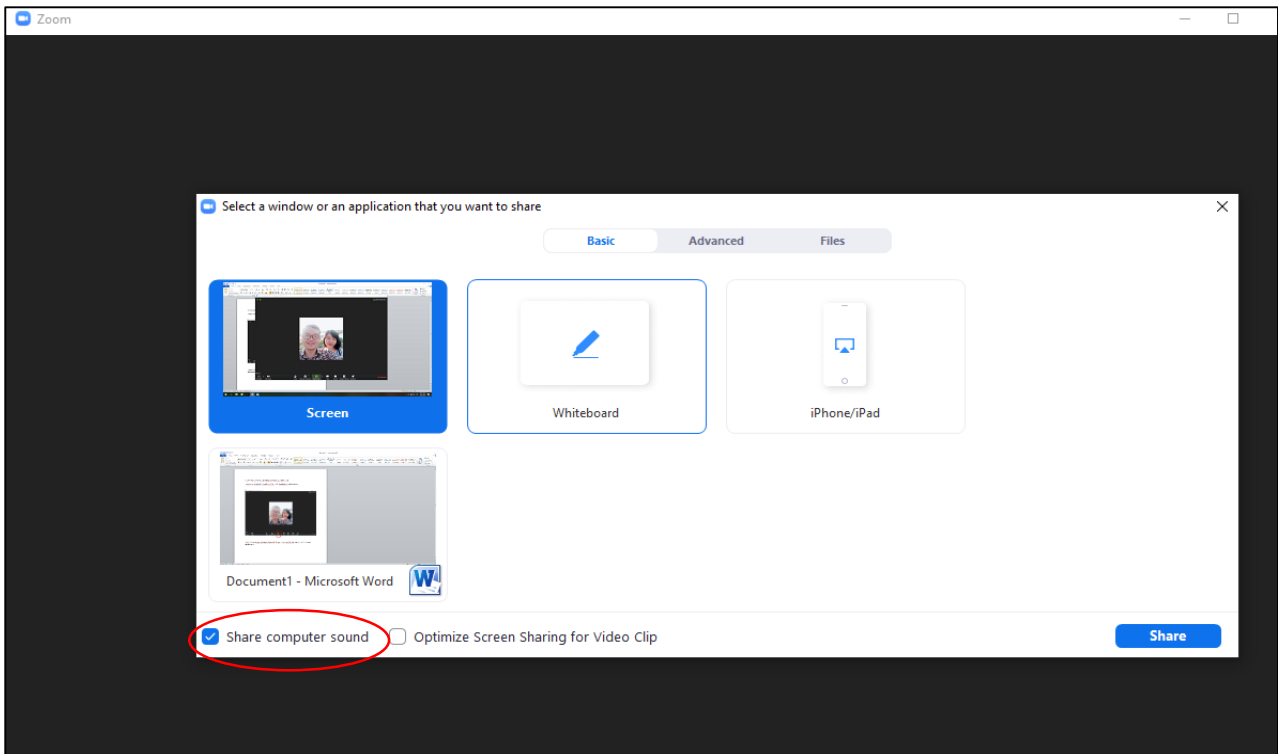 Zoom
Select a window or an application that you want to share
Basic Advanced Files
Screen
Whiteboard
iPhone/iPad
Document1 - Microsoft Word
W
Share computer sound
Optimize Screen Sharing for Video Clip
Share